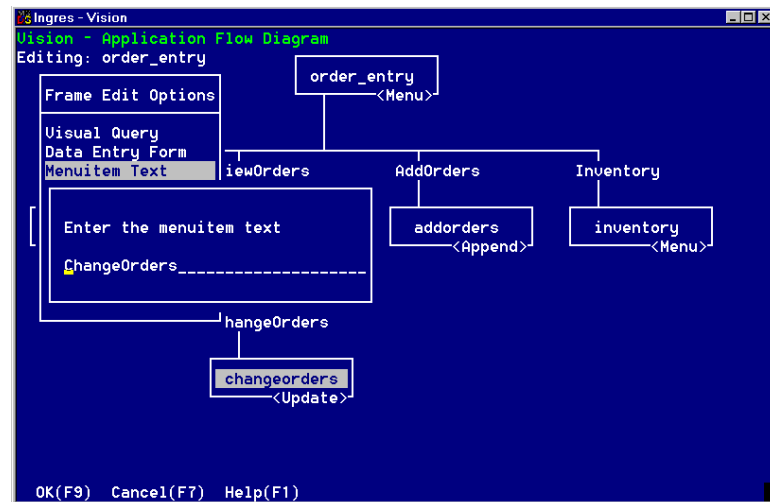 Ingres - Vision
Vision - Application Flow Diagram
Editing: order_entry
order_entry
<Menu>
Frame Edit Options
Visual Query
Data Entry Form
Menuitem Text
iewOrders
AddOrders
Inventory
Enter the menuitem text
ChangeOrders____________________
addorders
<Append>
inventory
<Menu>
hangeOrders
changeorders
<Update>
OK(F9) Cancel(F7) Help(F1)